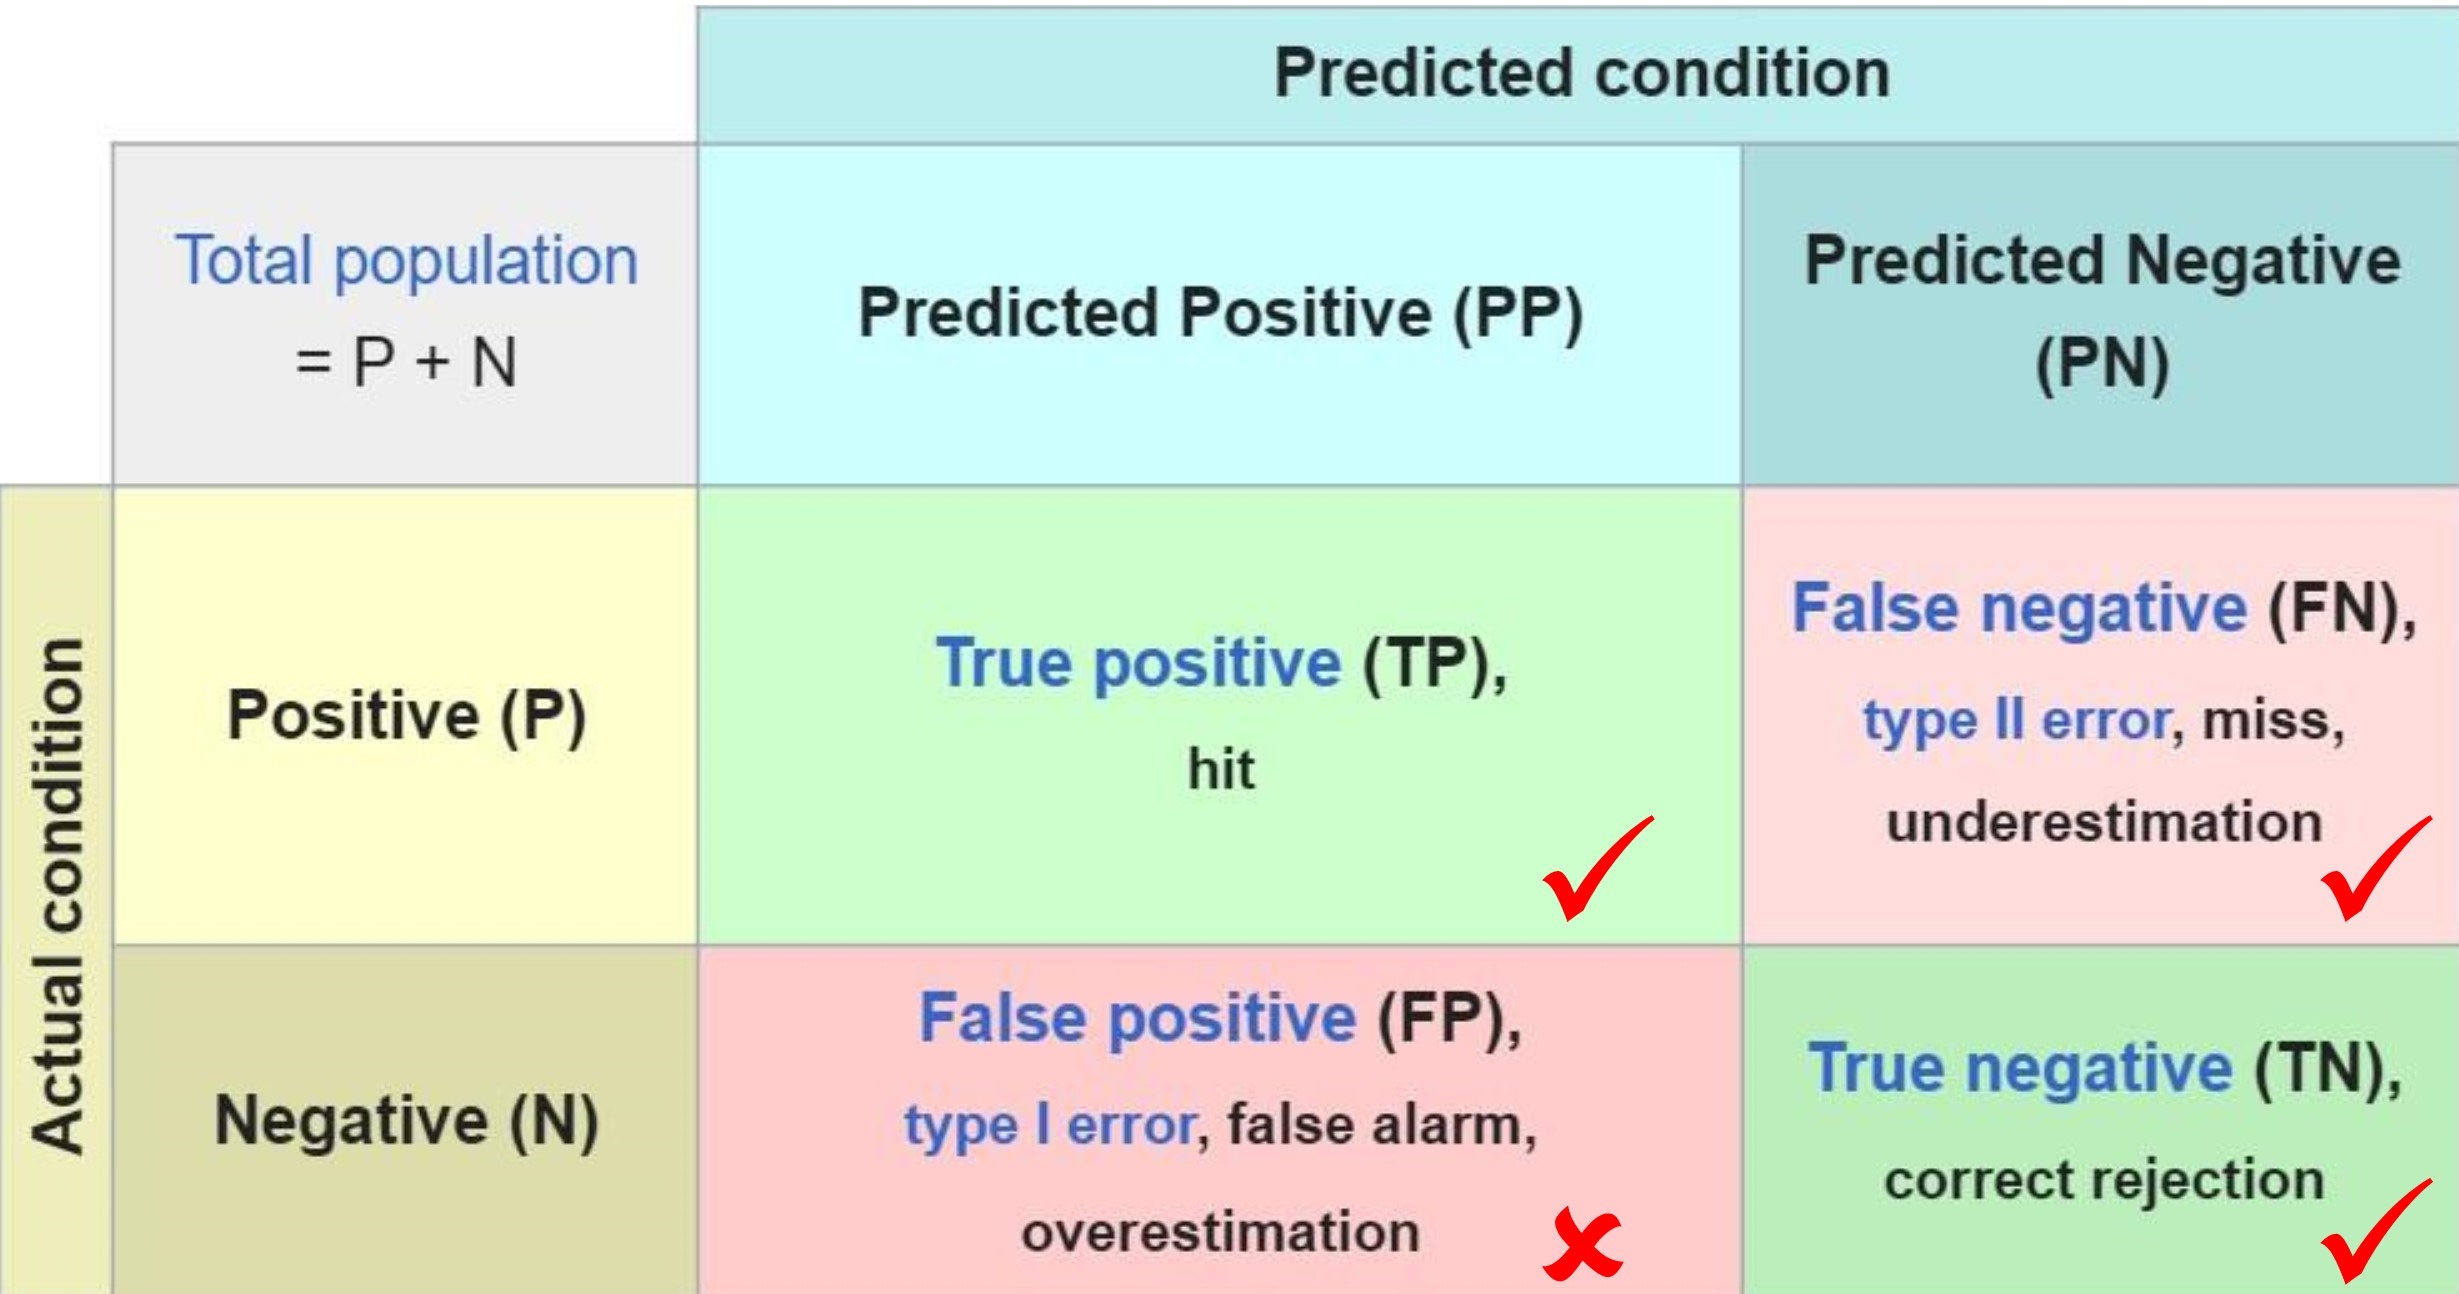 Predicted condition
Total population
= P + N
Predicted Positive (PP)
Predicted Negative
(PN)
Actual condition
Positive (P)
True positive (TP),
hit
False negative (FN),
type II error, miss,
underestimation
Negative (N)
False positive (FP),
type I error, false alarm,
overestimation
True negative (TN),
correct rejection